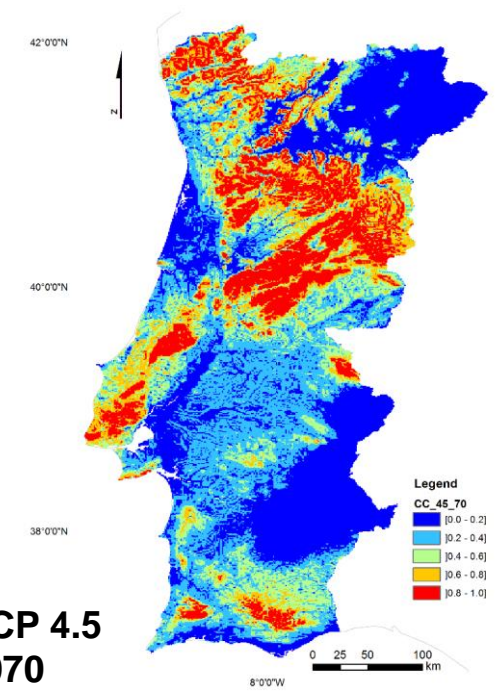 42°0'0"N
N
40°0'0"N
38°0'0"N
Legend
CC_45_70
[0.0 - 0.2]
]0.2 - 0.4]
]0.4 - 0.6]
]0.6 - 0.8]
]0.8 - 1.0]
CP 4.5
070
0 25 50 100
km
8°0'0"W